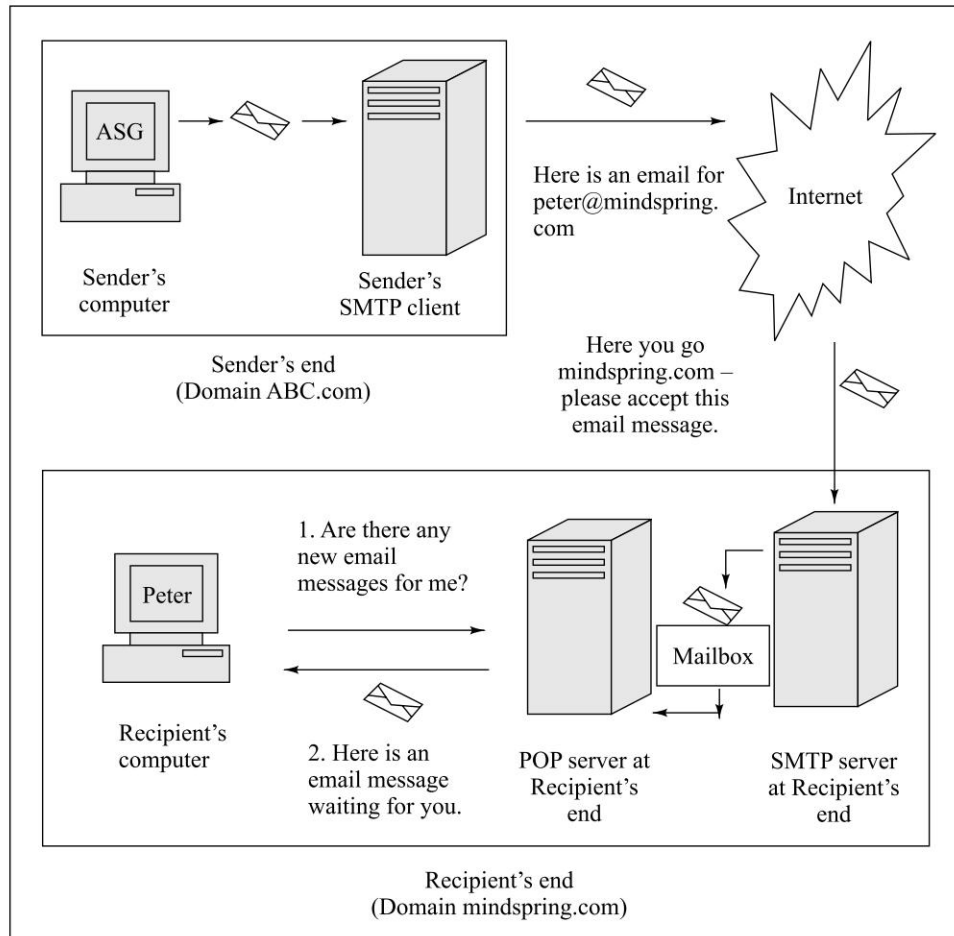 ASG
Sender’s
computer
Sender’s
SMTP client
Sender’s end
(Domain ABC.com)
Here is an email for
peter@mindspring.
com
Internet
Here you go
mindspring.com –
please accept this
email message.
1. Are there any
new email
messages for me?
Peter
Recipient’s
computer
2. Here is an
email message
waiting for you.
Mailbox
POP server at
Recipient’s
end
SMTP server
at Recipient’s
end
Recipient’s end
(Domain mindspring.com)